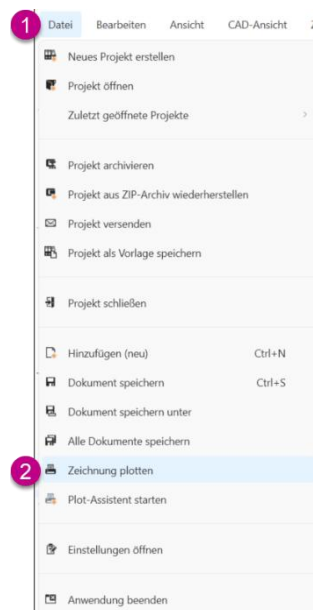 1 Datei Bearbeiten Ansicht CAD-Ansicht
Neues Projekt erstellen
Projekt öffnen
Zuletzt geöffnete Projekte
Projekt archivieren
Projekt aus ZIP-Archiv wiederherstellen
Projekt versenden
Projekt als Vorlage speichern
Projekt schließen
Hinzufügen (neu) Ctrl+N
Dokument speichern Ctrl+S
Dokument speichern unter
Alle Dokumente speichern
2 Zeichnung plotten
Plot-Assistent starten
Einstellungen öffnen
Anwendung beenden